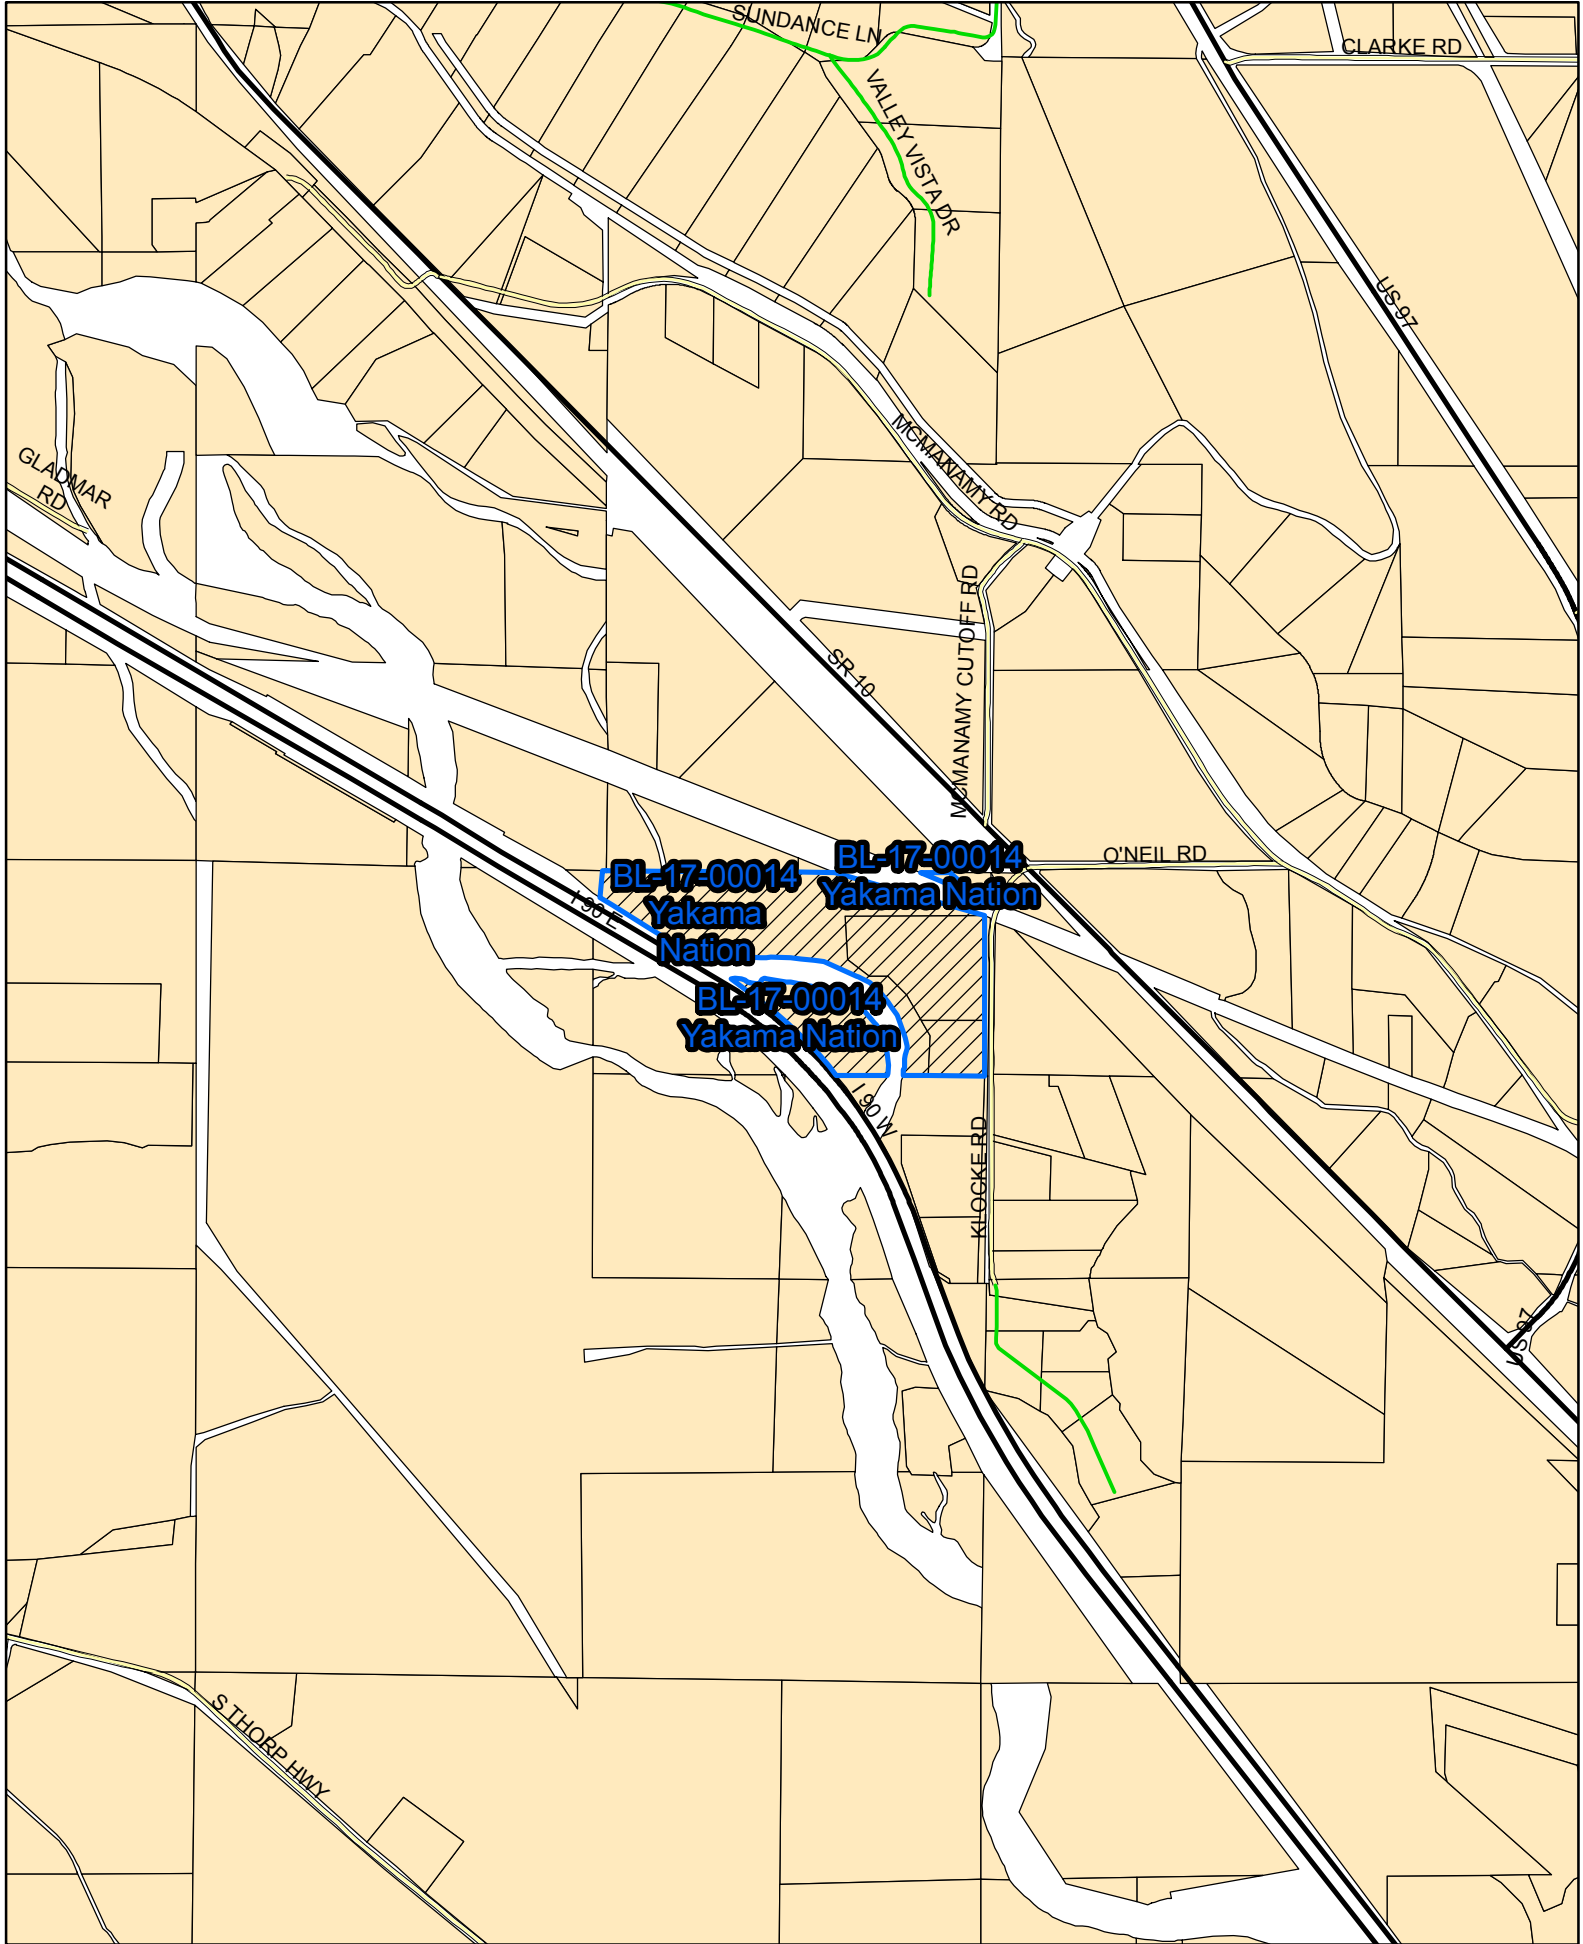 SUNDANCE LN
CLARKE RD
VALLEY VISTA DR
US 97
MCMANAMY RD
GLADMAR
RD
MCMANAMY CUTOFF RD
SR 10
O'NEIL RD
BL-17-00014
Yakama Nation
BL-17-00014
Yakama
Nation
I 90 E
BL-17-00014
Yakama Nation
I 90 W
KLOCKE RD
US 97
S THORP HWY